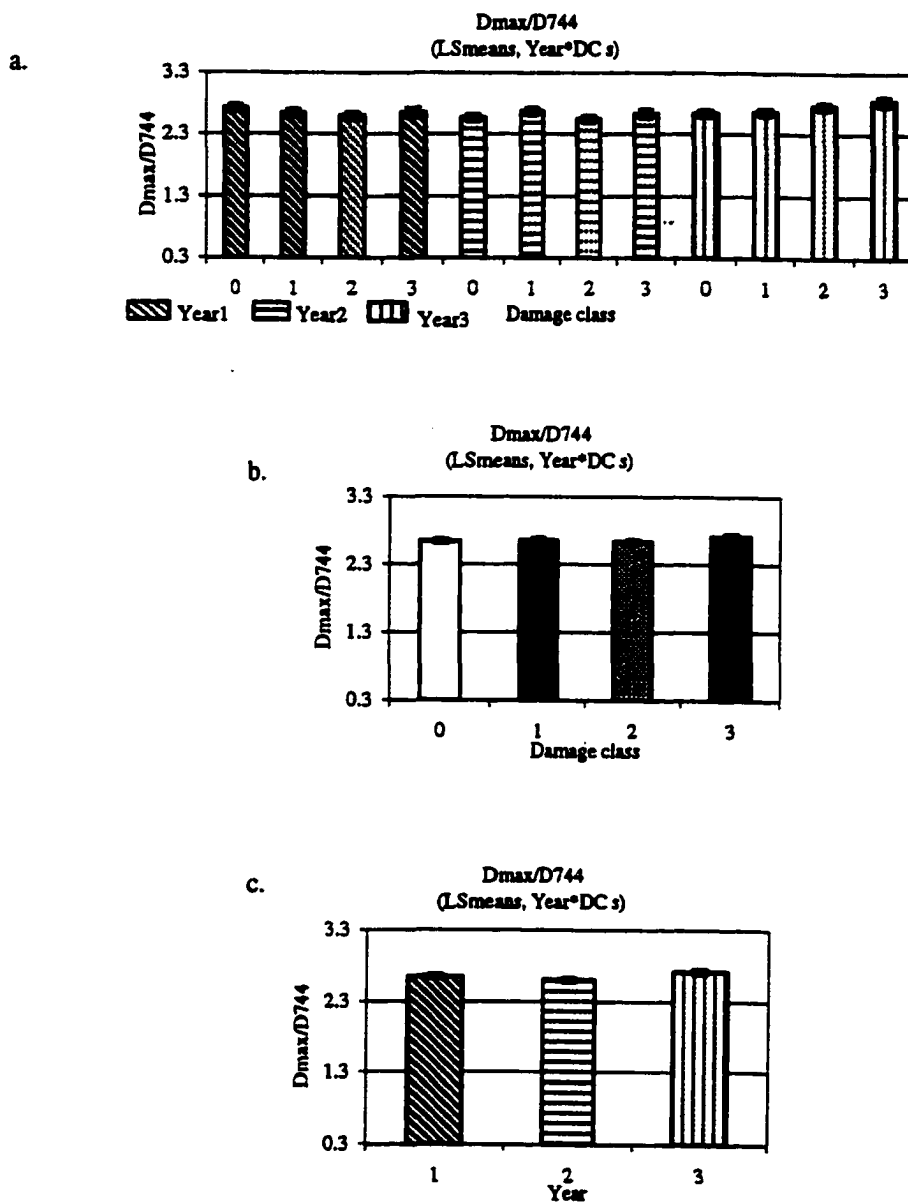 a.
Dmax/D744
(LSmeans, Year*DC s)
Dmax/D744
3.3
2.3
1.3
0.3
0 1 2 3 0 1 2 3 0 1 2 3
Year1 Year2 Year3 Damage class
b.
Dmax/D744
(LSmeans, Year*DC s)
Dmax/D744
3.3
2.3
1.3
0.3
0 1 2 3
Damage class
c.
Dmax/D744
(LSmeans, Year*DC s)
Dmax/D744
3.3
2.3
1.3
0.3
1 2 3
Year